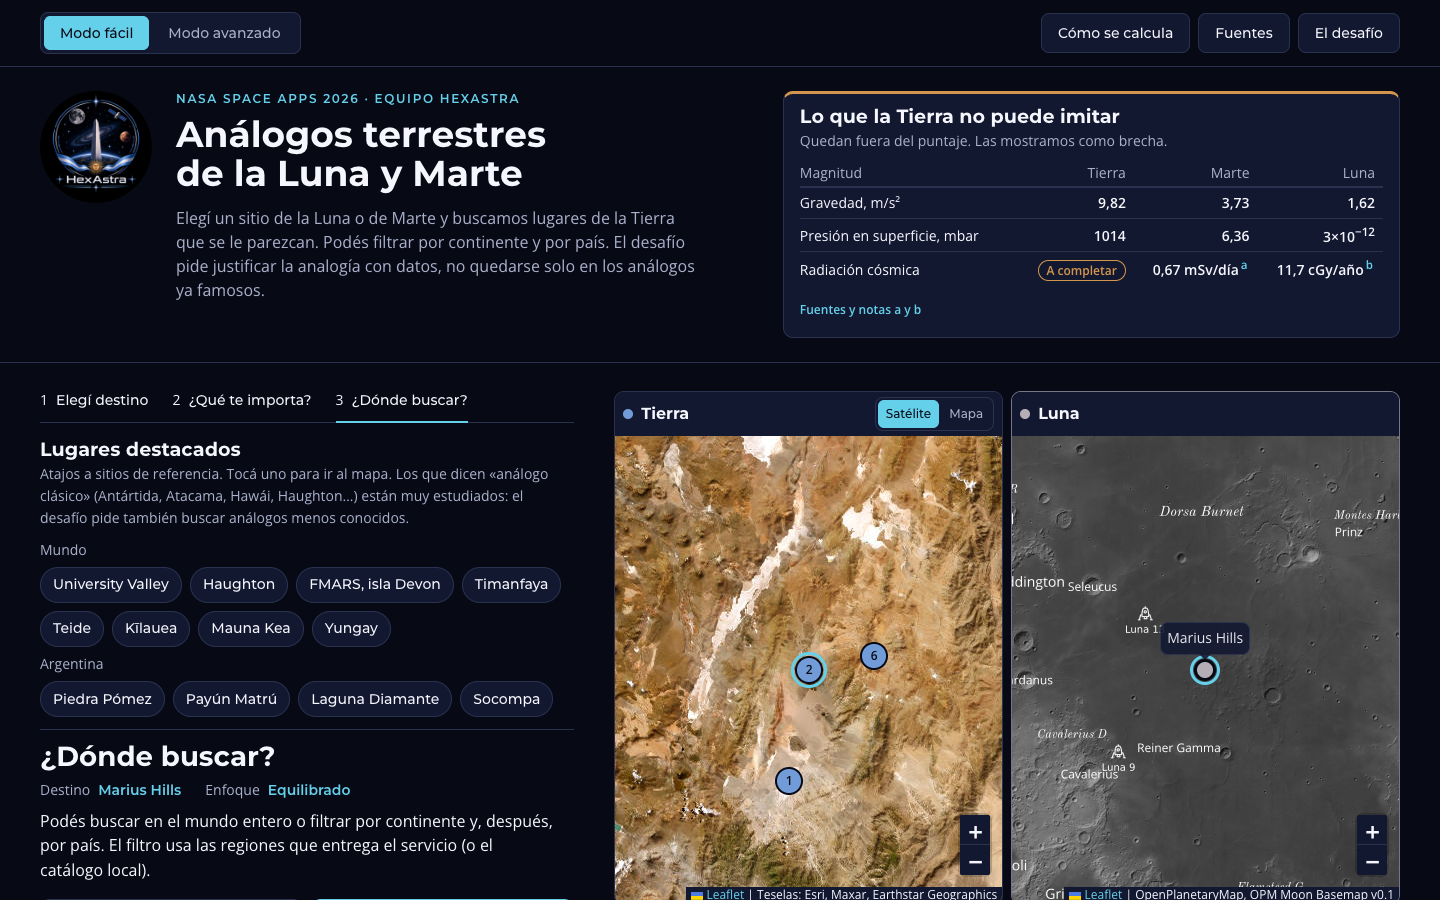 Modo fácil
Modo avanzado
Cómo se calcula
Fuentes
El desafío
HexAstra
NASA SPACE APPS 2026 · EQUIPO HEXASTRA
Análogos terrestres
de la Luna y Marte
Elegí un sitio de la Luna o de Marte y buscamos lugares de la Tierra
que se le parezcan. Podés filtrar por continente y por país. El desafío
pide justificar la analogía con datos, no quedarse solo en los análogos
ya famosos.
Lo que la Tierra no puede imitar
Quedan fuera del puntaje. Las mostramos como brecha.
Magnitud Tierra Marte Luna
Gravedad, m/s² 9,82 3,73 1,62
Presión en superficie, mbar 1014 6,36 3×10⁻¹²
Radiación cósmica A completar 0,67 mSv/día a 11,7 cGy/año b
Fuentes y notas a y b
1 Elegí destino
2 ¿Qué te importa?
3 ¿Dónde buscar?
Lugares destacados
Atajos a sitios de referencia. Tocá uno para ir al mapa. Los que dicen «análogo
clásico» (Antártida, Atacama, Hawái, Haughton...) están muy estudiados: el
desafío pide también buscar análogos menos conocidos.
Mundo
University Valley
Haughton
FMARS, isla Devon
Timanfaya
Teide
Kīlauea
Mauna Kea
Yungay
Argentina
Piedra Pómez
Payún Matrú
Laguna Diamante
Socompa
¿Dónde buscar?
Destino Marius Hills Enfoque Equilibrado
Podés buscar en el mundo entero o filtrar por continente y, después,
por país. El filtro usa las regiones que entrega el servicio (o el
catálogo local).
Tierra
Satélite
Mapa
6
2
1
+
−
Leaflet | Teselas: Esri, Maxar, Earthstar Geographics
Luna
R
Dorsa Burnet
Montes Har
Prinz
ldington
Seleucus
Luna 1
Marius Hills
rdanus
Cavalerius D
Reiner Gamma
Luna 9
Cavalerius
oli
Gri
+
−
Leaflet | OpenPlanetaryMap, OPM Moon Basemap v0.1